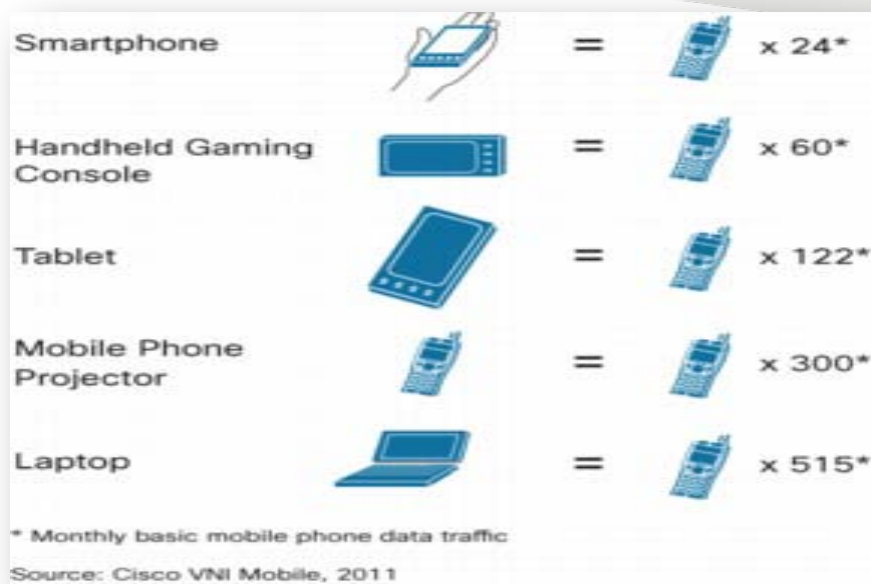 Smartphone = x 24*
Handheld Gaming = x 60*
Console
Tablet = x 122*
Mobile Phone
Projector = x 300*
Laptop = x 515*
* Monthly basic mobile phone data traffic
Source: Cisco VNI Mobile, 2011